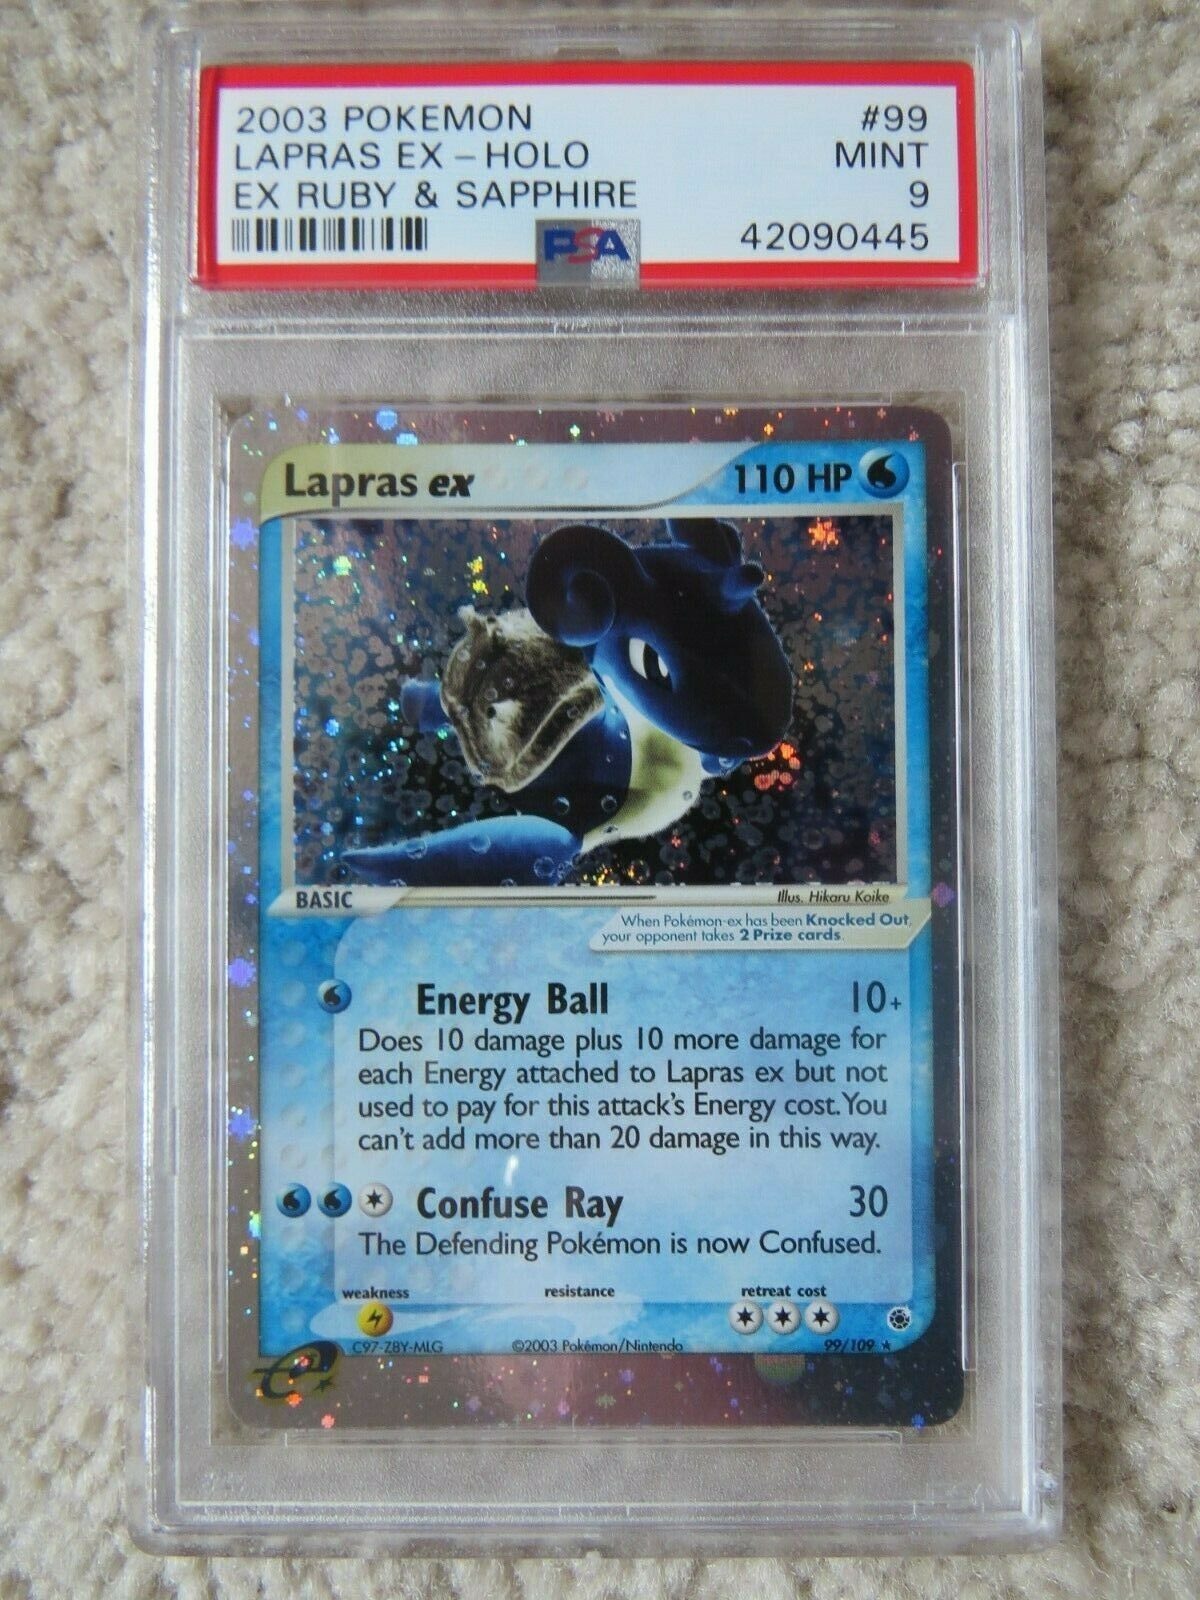 2003 POKEMON #99
LAPRAS EX - HOLO MINT
EX RUBY & SAPPHIRE 9
PSA 42090445
Lapras ex 110 HP
BASIC Illus. Hikaru Koike
When Pokémon-ex has been Knocked Out,
your opponent takes 2 Prize cards.
Energy Ball 10+
Does 10 damage plus 10 more damage for
each Energy attached to Lapras ex but not
used to pay for this attack's Energy cost. You
can't add more than 20 damage in this way.
Confuse Ray 30
The Defending Pokémon is now Confused.
weakness resistance retreat cost
C97-Z8Y-MLG ©2003 Pokémon/Nintendo 99/109 ★
e